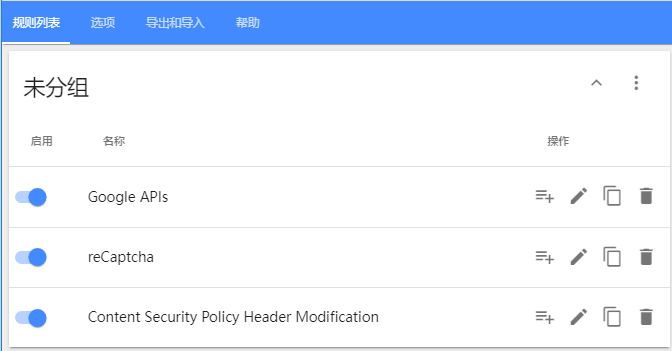 规则列表 选项 导出和导入 帮助
未分组
启用 名称 操作
Google APIs
reCaptcha
Content Security Policy Header Modification